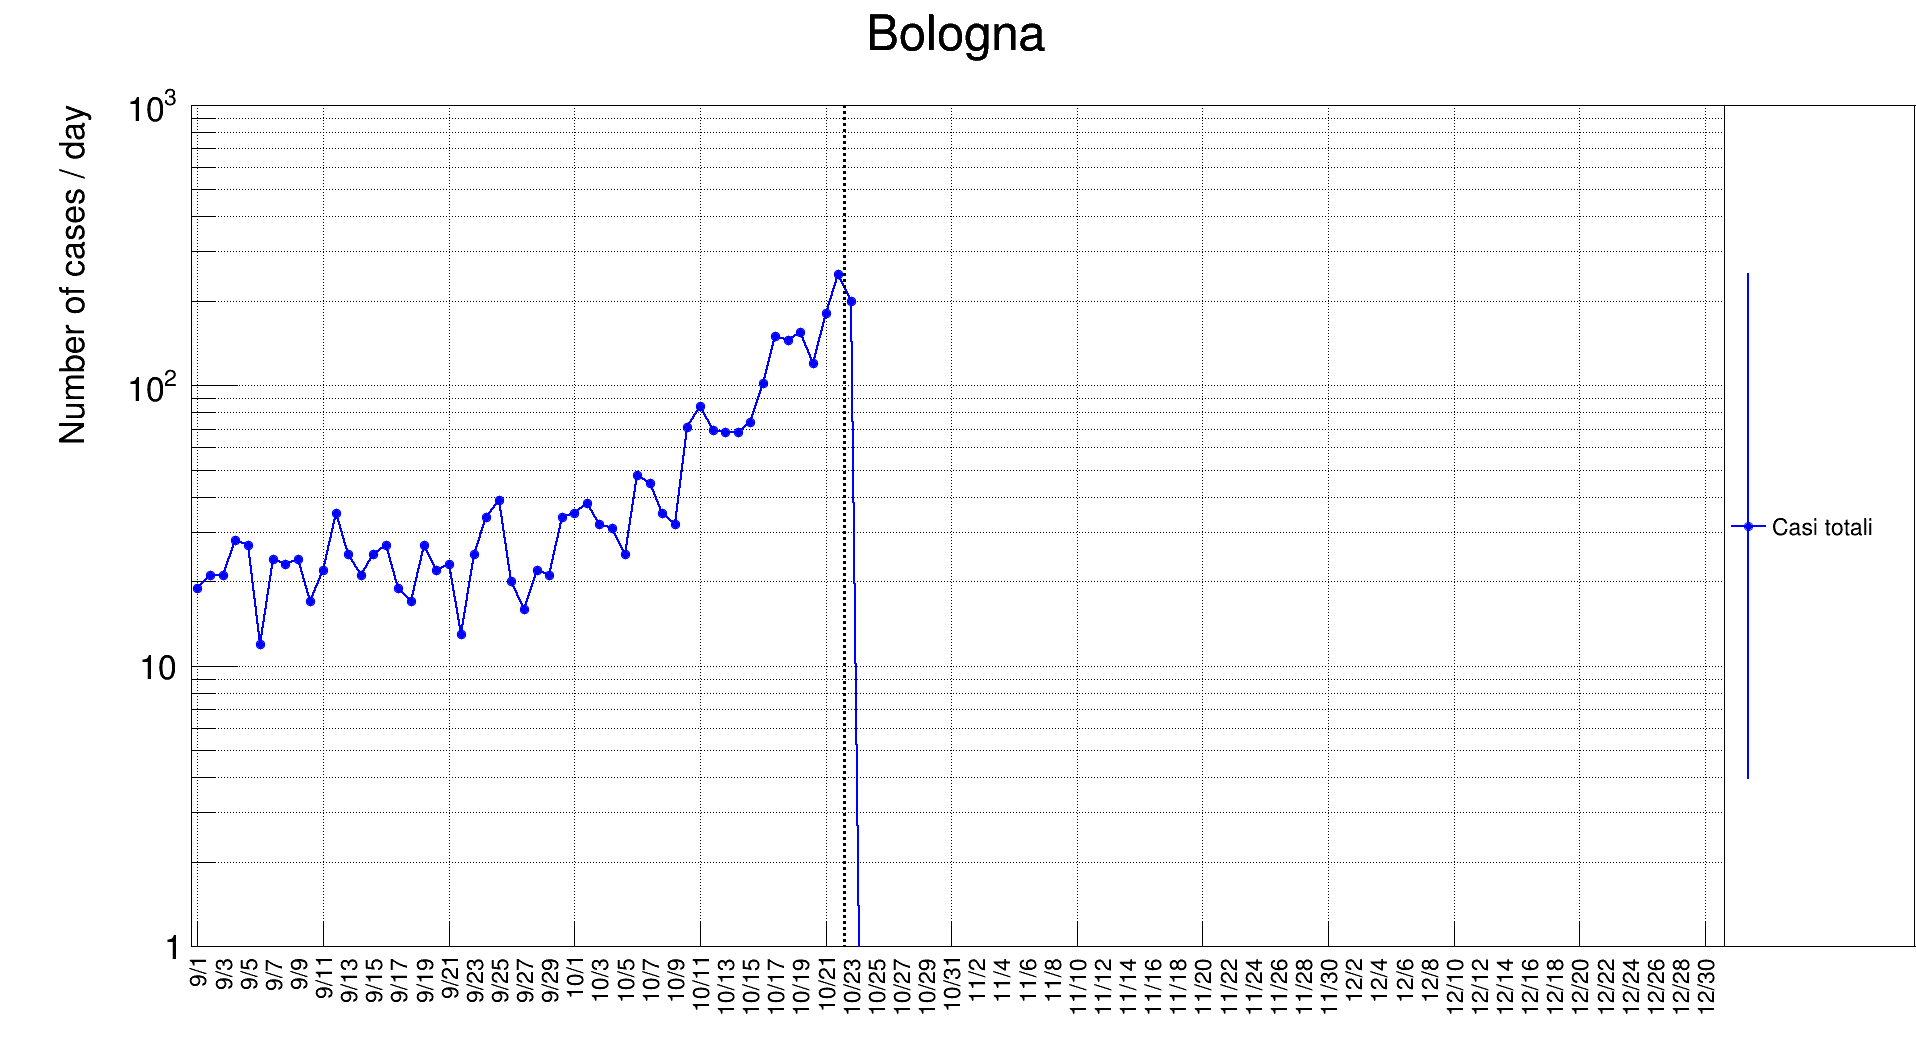 Bologna
Number of cases / day
10³
10²
10
1
9/1 9/3 9/5 9/7 9/9 9/11 9/13 9/15 9/17 9/19 9/21 9/23 9/25 9/27 9/29 10/1 10/3 10/5 10/7 10/9 10/11 10/13 10/15 10/17 10/19 10/21 10/23 10/25 10/27 10/29 10/31 11/2 11/4 11/6 11/8 11/10 11/12 11/14 11/16 11/18 11/20 11/22 11/24 11/26 11/28 11/30 12/2 12/4 12/6 12/8 12/10 12/12 12/14 12/16 12/18 12/20 12/22 12/24 12/26 12/28 12/30
Casi totali